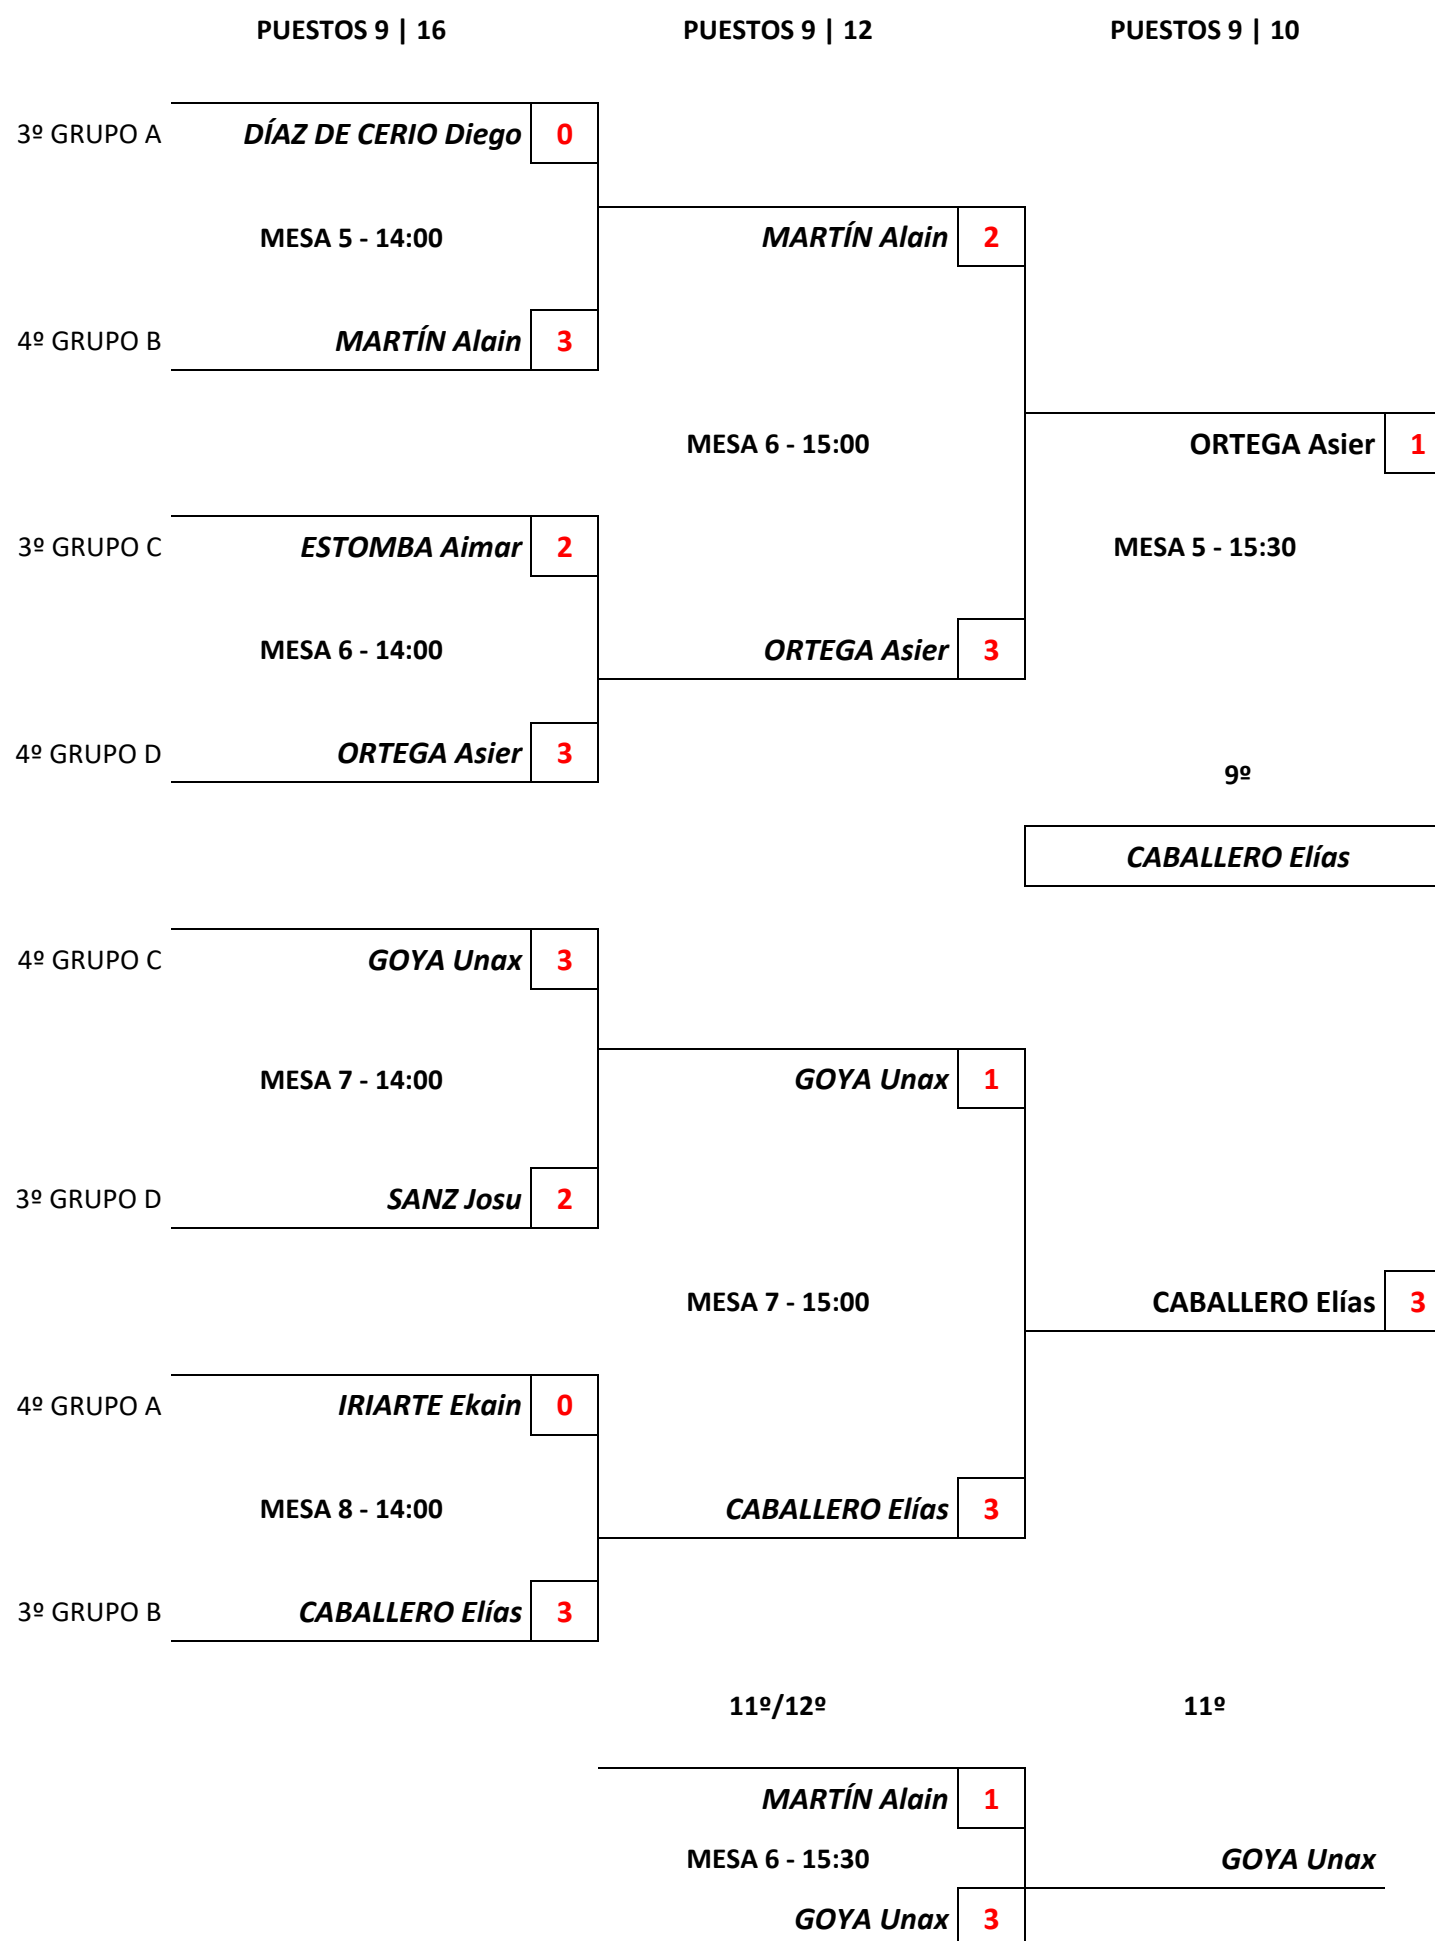 PUESTOS 9 | 16 PUESTOS 9 | 12 PUESTOS 9 | 10
3º GRUPO A DÍAZ DE CERIO Diego 0
MESA 5 - 14:00 MARTÍN Alain 2
4º GRUPO B MARTÍN Alain 3
MESA 6 - 15:00 ORTEGA Asier 1
3º GRUPO C ESTOMBA Aimar 2 MESA 5 - 15:30
MESA 6 - 14:00 ORTEGA Asier 3
4º GRUPO D ORTEGA Asier 3
9º
CABALLERO Elías
4º GRUPO C GOYA Unax 3
MESA 7 - 14:00 GOYA Unax 1
3º GRUPO D SANZ Josu 2
MESA 7 - 15:00 CABALLERO Elías 3
4º GRUPO A IRIARTE Ekain 0
MESA 8 - 14:00 CABALLERO Elías 3
3º GRUPO B CABALLERO Elías 3
11º/12º 11º
MARTÍN Alain 1
MESA 6 - 15:30 GOYA Unax
GOYA Unax 3